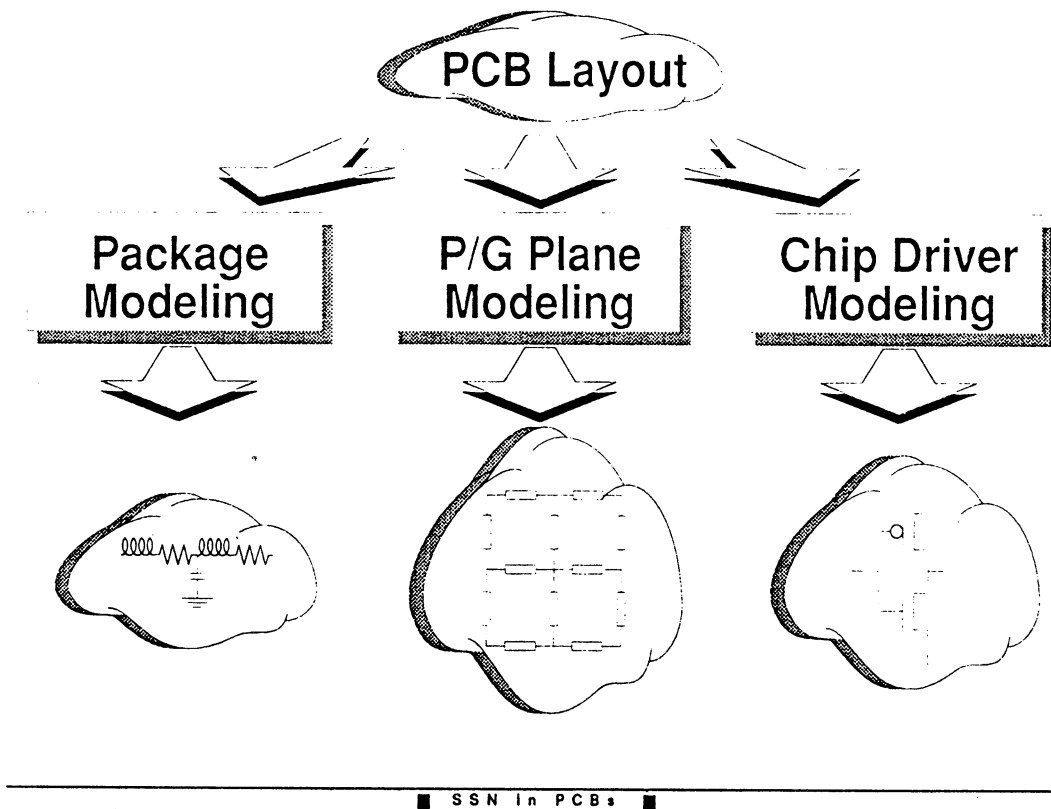 PCB Layout
Package
Modeling
P/G Plane
Modeling
Chip Driver
Modeling
SSN in PCBs